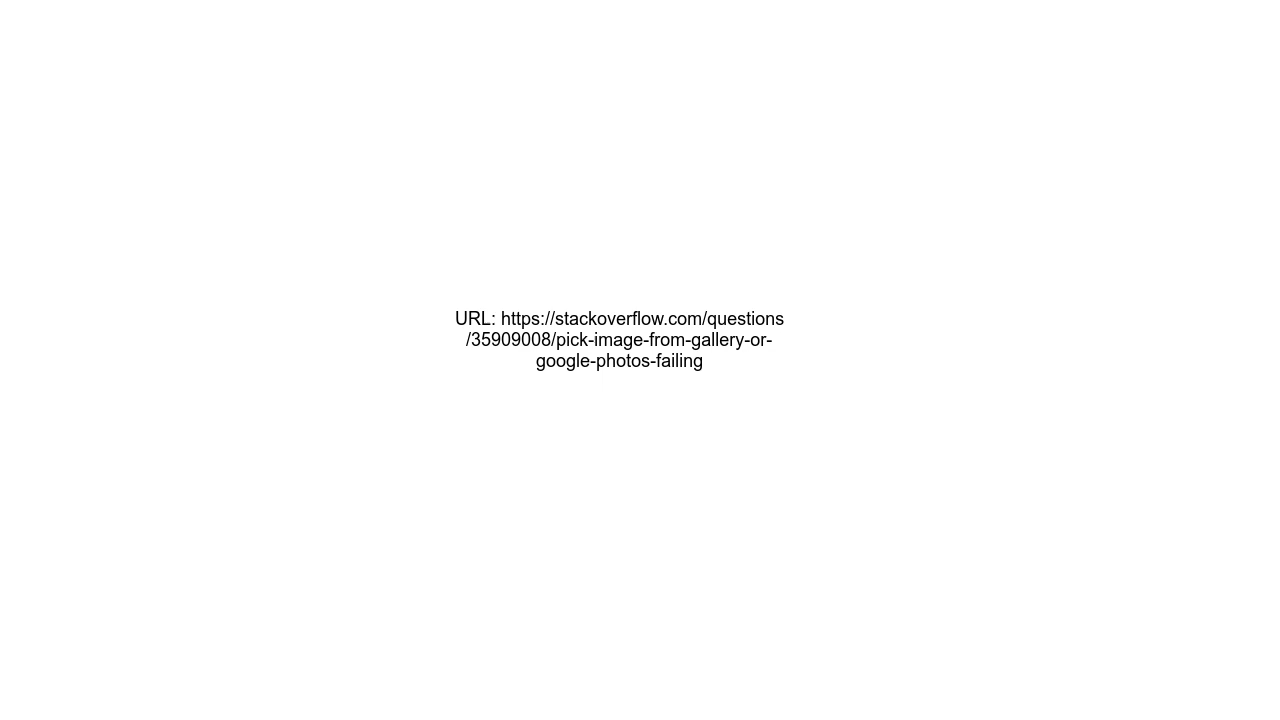 URL: https://stackoverflow.com/questions
/35909008/pick-image-from-gallery-or-
google-photos-failing